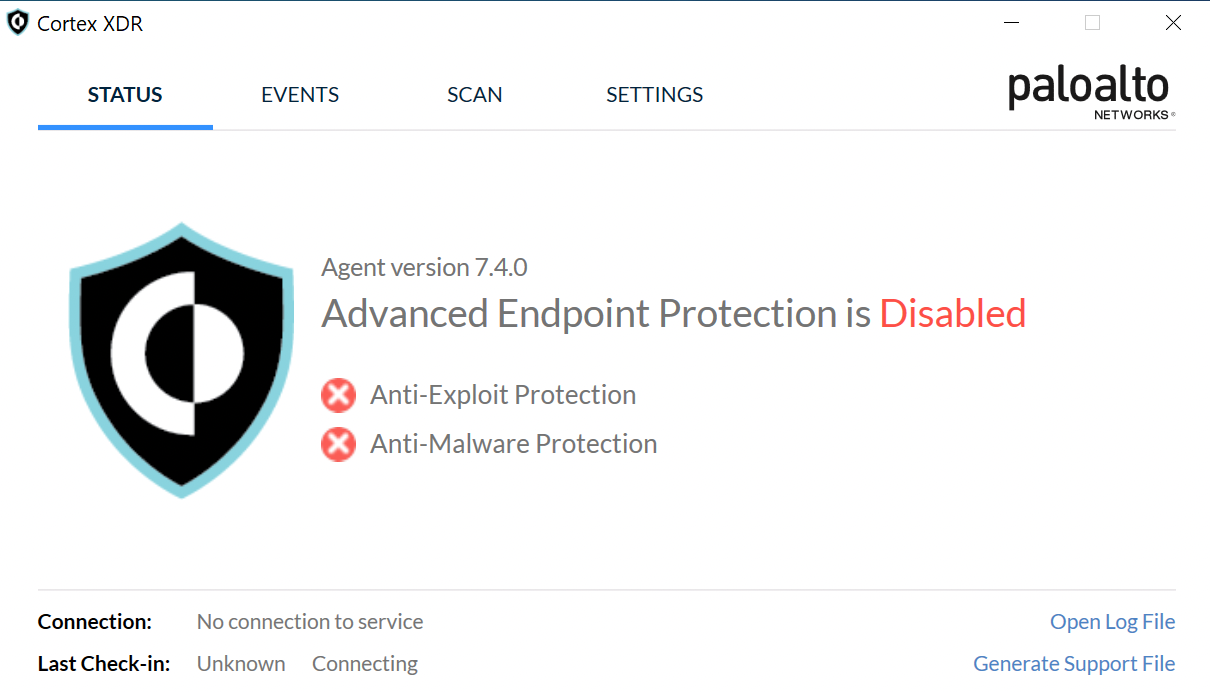 Cortex XDR
STATUS EVENTS SCAN SETTINGS
paloalto
NETWORKS®
Agent version 7.4.0
Advanced Endpoint Protection is Disabled
Anti-Exploit Protection
Anti-Malware Protection
Connection: No connection to service Open Log File
Last Check-in: Unknown Connecting Generate Support File